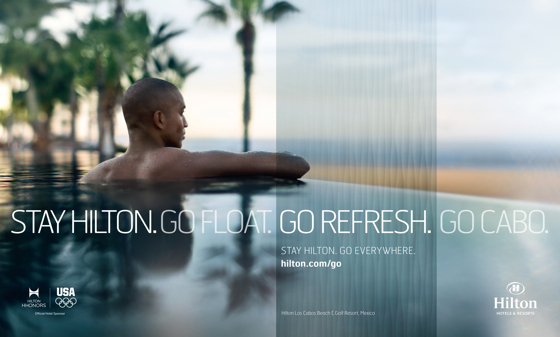 STAY HILTON. GO FLOAT. GO REFRESH. GO CABO.
STAY HILTON. GO EVERYWHERE.
hilton.com/go
HILTON
HHONORS
USA
Official Hotel Sponsor
Hilton Los Cabos Beach & Golf Resort, Mexico
Hilton
HOTELS & RESORTS